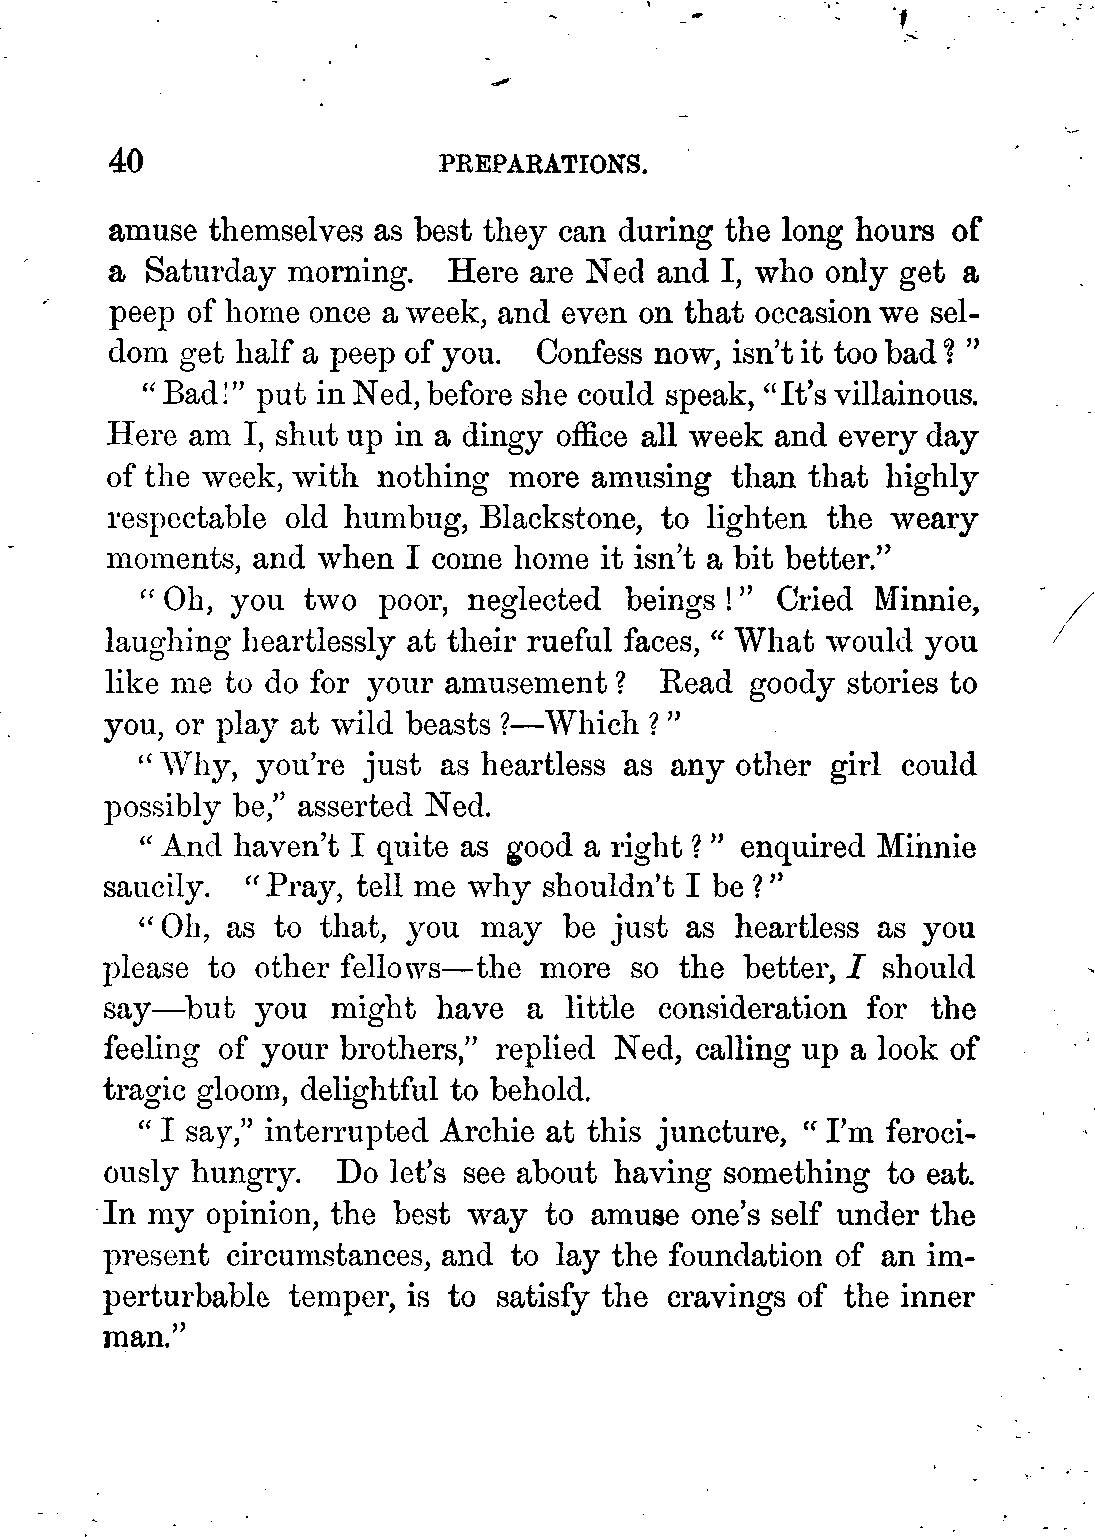 40 PREPARATIONS.
amuse themselves as best they can during the long hours of
a Saturday morning. Here are Ned and I, who only get a
peep of home once a week, and even on that occasion we sel-
dom get half a peep of you. Confess now, isn't it too bad? "
"Bad!" put in Ned, before she could speak, "It's villainous.
Here am I, shut up in a dingy office all week and every day
of the week, with nothing more amusing than that highly
respectable old humbug, Blackstone, to lighten the weary
moments, and when I come home it isn't a bit better."
"Oh, you two poor, neglected beings!" Cried Minnie,
laughing heartlessly at their rueful faces, "What would you
like me to do for your amusement? Read goody stories to
you, or play at wild beasts?—Which?"
"Why, you're just as heartless as any other girl could
possibly be," asserted Ned.
"And haven't I quite as good a right?" enquired Minnie
saucily. "Pray, tell me why shouldn't I be?"
"Oh, as to that, you may be just as heartless as you
please to other fellows—the more so the better, I should
say—but you might have a little consideration for the
feeling of your brothers," replied Ned, calling up a look of
tragic gloom, delightful to behold.
"I say," interrupted Archie at this juncture, "I'm feroci-
ously hungry. Do let's see about having something to eat.
In my opinion, the best way to amuse one's self under the
present circumstances, and to lay the foundation of an im-
perturbable temper, is to satisfy the cravings of the inner
man."